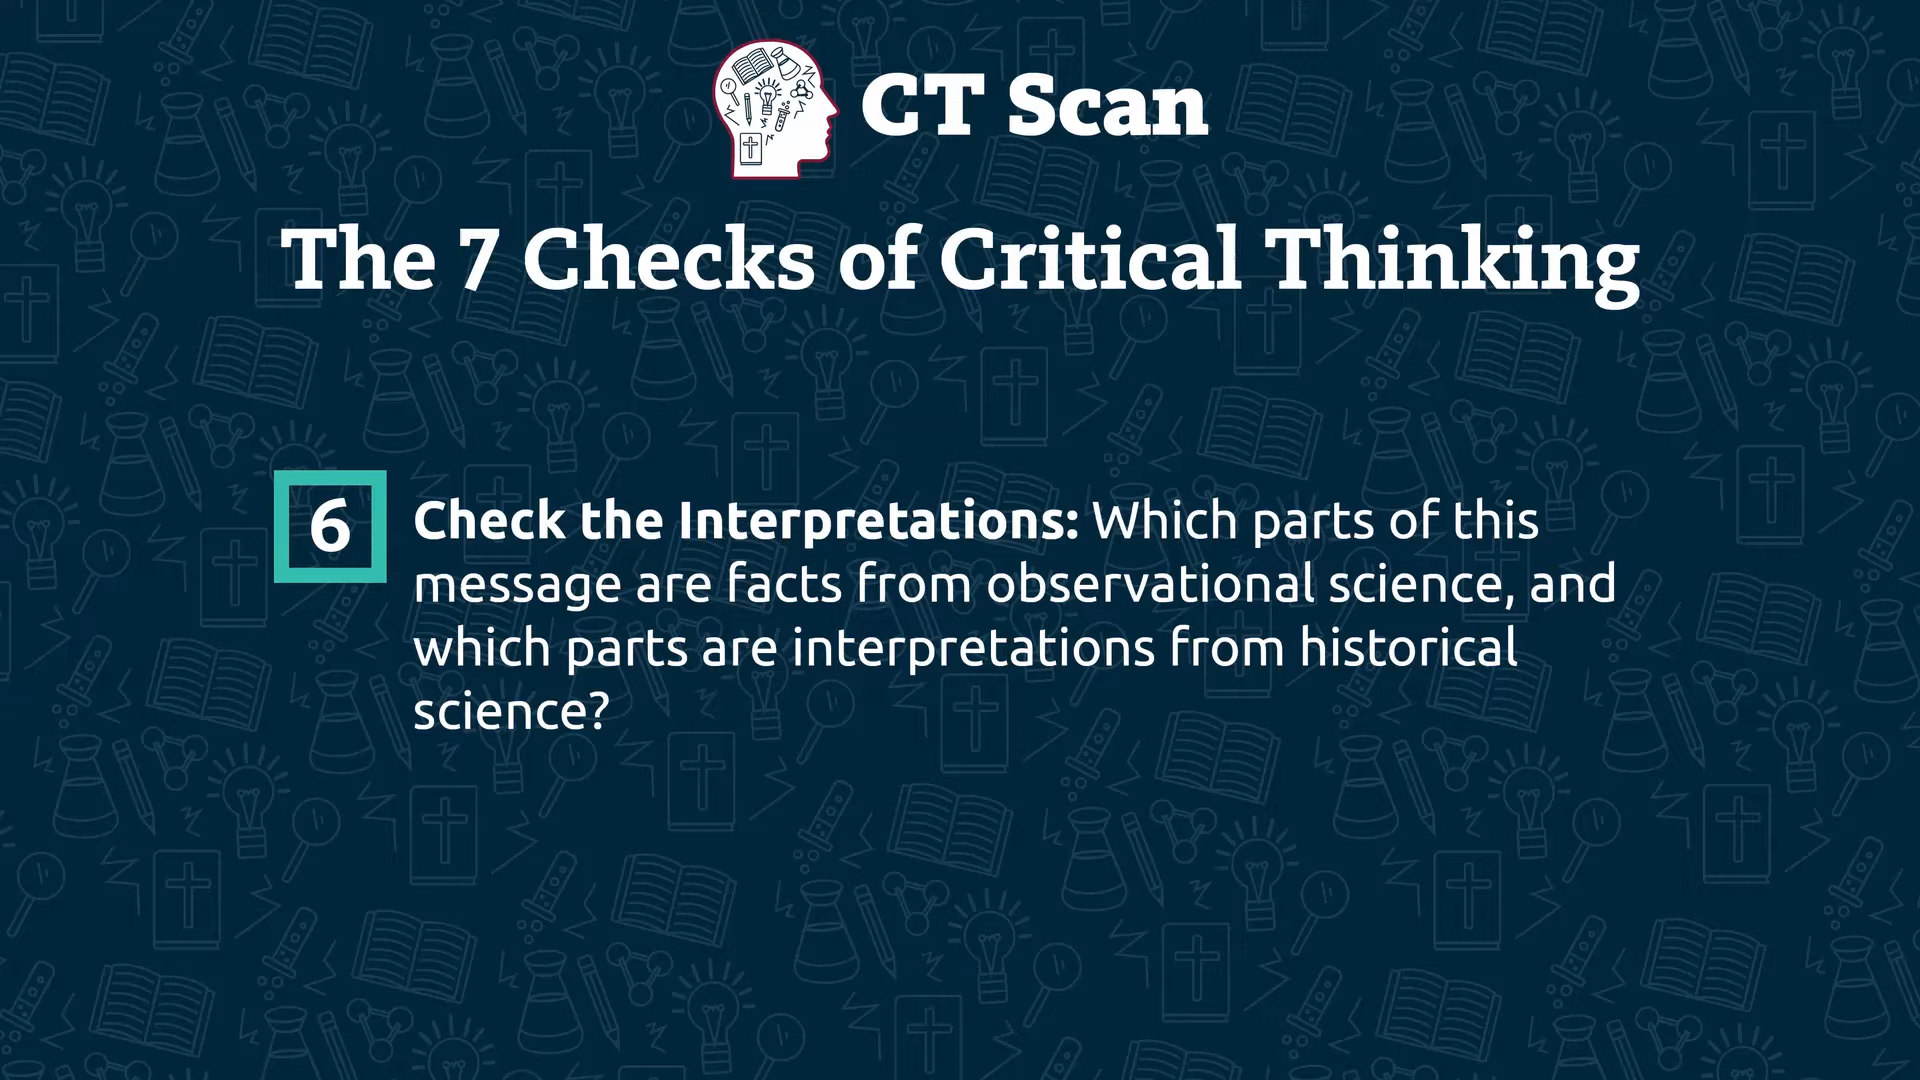 CT Scan
The 7 Checks of Critical Thinking
6
Check the Interpretations: Which parts of this
message are facts from observational science, and
which parts are interpretations from historical
science?